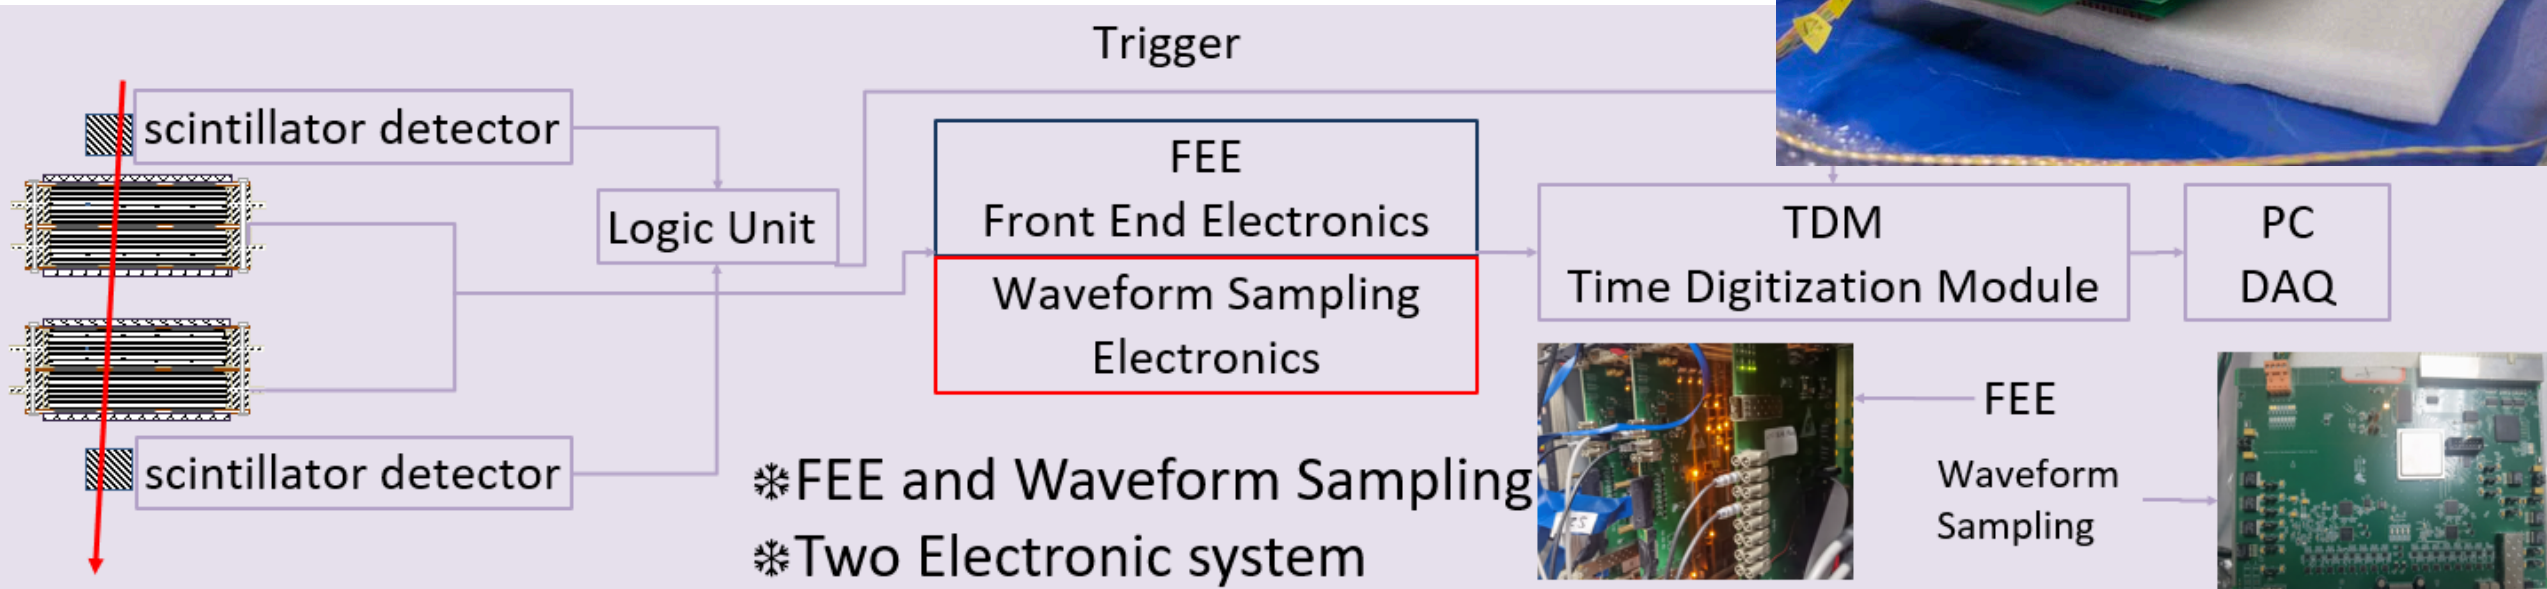 Trigger
scintillator detector
Logic Unit
FEE
Front End Electronics
Waveform Sampling
Electronics
TDM
Time Digitization Module
PC
DAQ
scintillator detector
❄FEE and Waveform Sampling
❄Two Electronic system
FEE
Waveform
Sampling